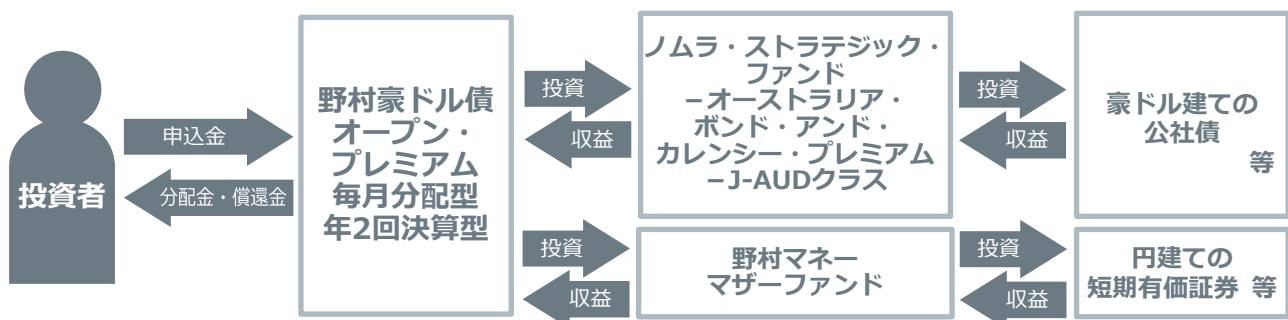 投資者
申込金
分配金・償還金
野村豪ドル債
オープン・
プレミアム
毎月分配型
年2回決算型
投資
収益
ノムラ・ストラテジック・
ファンド
－オーストラリア・
ボンド・アンド・
カレンシー・プレミアム
－J-AUDクラス
投資
収益
豪ドル建ての
公社債
等
投資
収益
野村マネー
マザーファンド
投資
収益
円建ての
短期有価証券 等